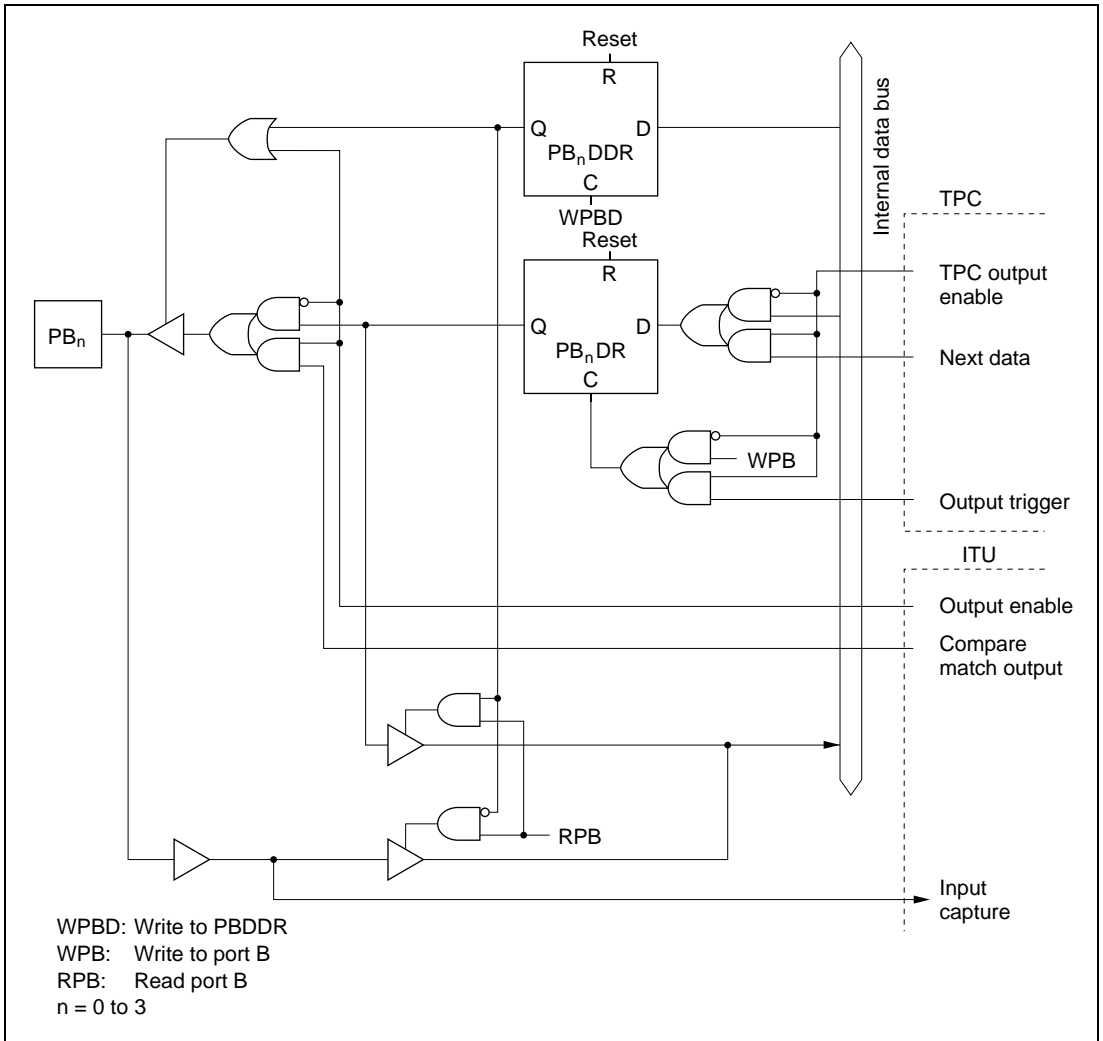 Reset
R
Q
D
PBnDDR
C
WPBD
Internal data bus
TPC
Reset
R
TPC output
enable
PBn
Q
D
PBnDR
C
Next data
WPB
Output trigger
ITU
Output enable
Compare
match output
RPB
Input
capture
WPBD: Write to PBDDR
WPB: Write to port B
RPB: Read port B
n = 0 to 3